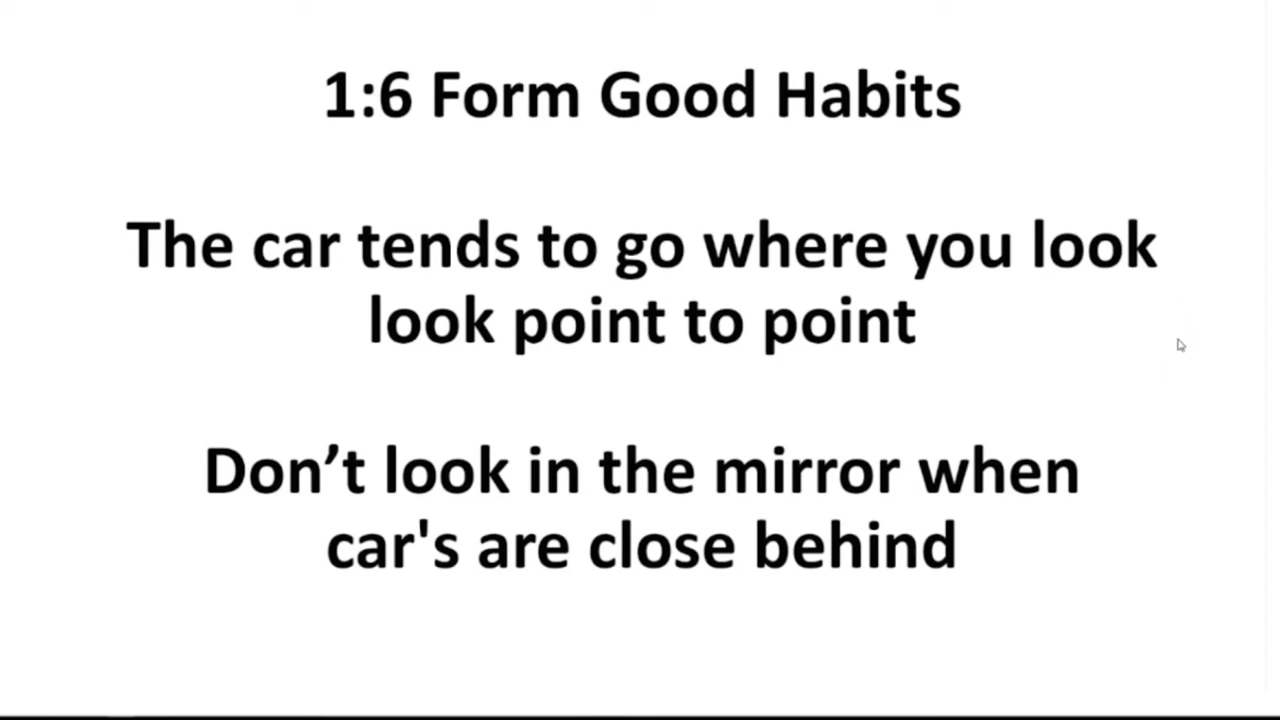 1:6 Form Good Habits
The car tends to go where you look
look point to point
Don’t look in the mirror when
car's are close behind